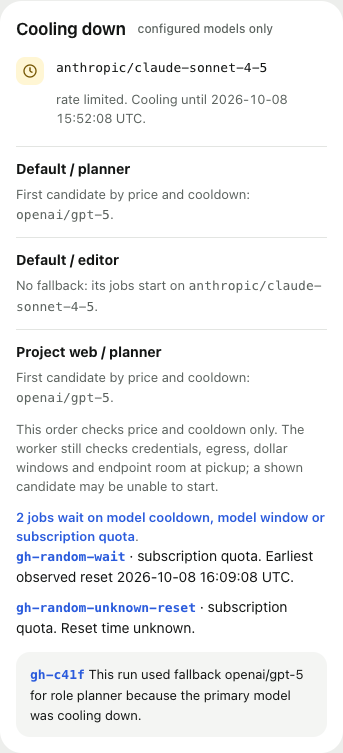 Cooling down configured models only
anthropic/claude-sonnet-4-5
rate limited. Cooling until 2026-10-08
15:52:08 UTC.
Default / planner
First candidate by price and cooldown:
openai/gpt-5.
Default / editor
No fallback: its jobs start on anthropic/claude-
sonnet-4-5.
Project web / planner
First candidate by price and cooldown:
openai/gpt-5.
This order checks price and cooldown only. The
worker still checks credentials, egress, dollar
windows and endpoint room at pickup; a shown
candidate may be unable to start.
2 jobs wait on model cooldown, model window or
subscription quota.
gh-random-wait · subscription quota. Earliest
observed reset 2026-10-08 16:09:08 UTC.
gh-random-unknown-reset · subscription
quota. Reset time unknown.
gh-c41f This run used fallback openai/gpt-5
for role planner because the primary model
was cooling down.